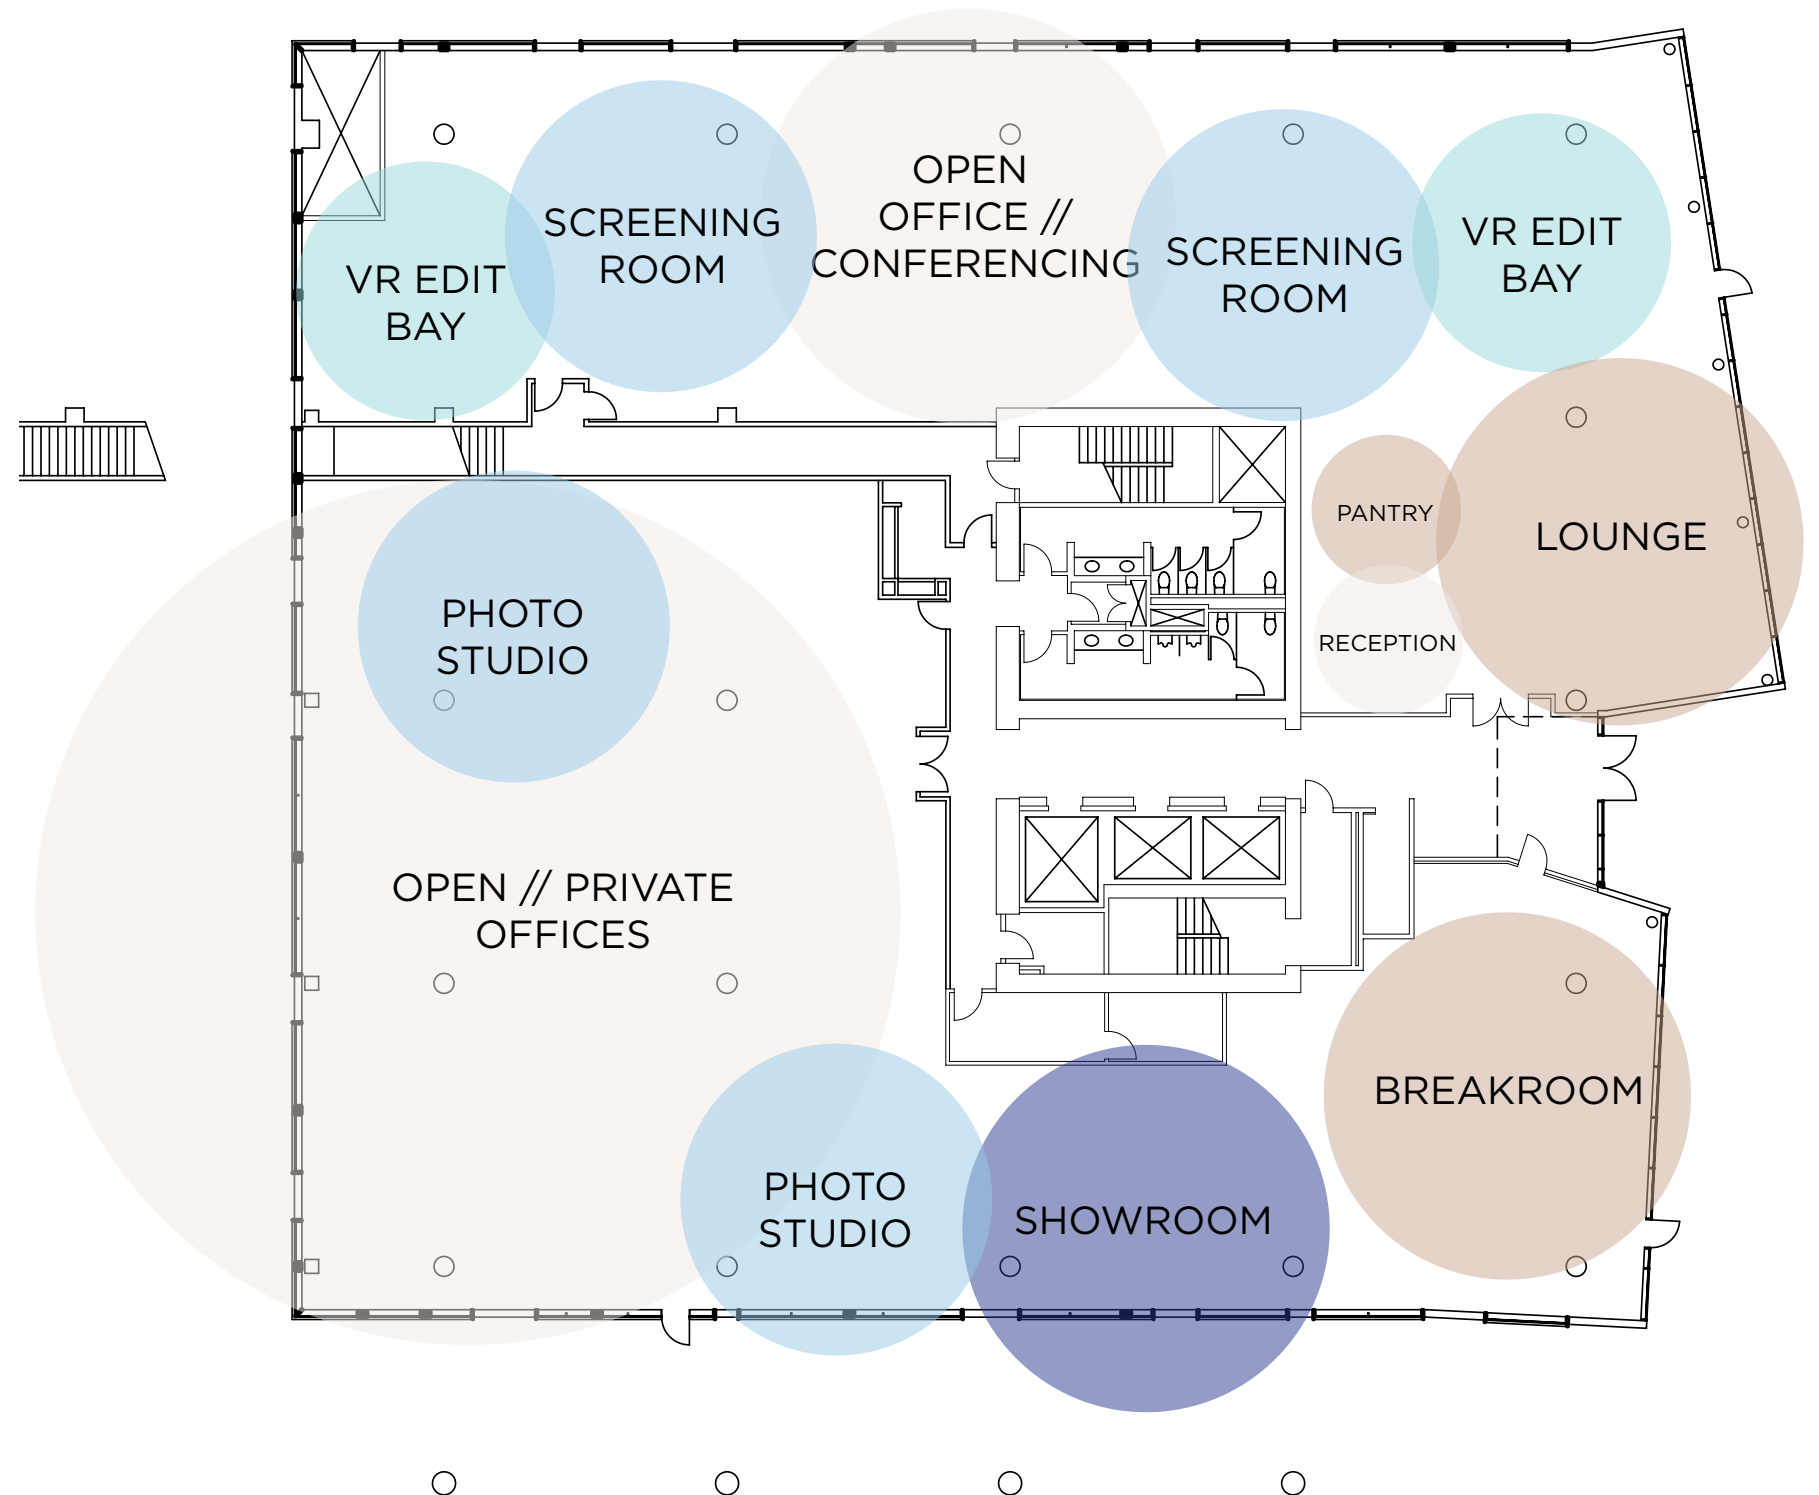 OPEN
OFFICE //
CONFERENCING
SCREENING
ROOM
VR EDIT
BAY
SCREENING
ROOM
VR EDIT
BAY
PANTRY
LOUNGE
RECEPTION
PHOTO
STUDIO
OPEN // PRIVATE
OFFICES
BREAKROOM
PHOTO
STUDIO
SHOWROOM